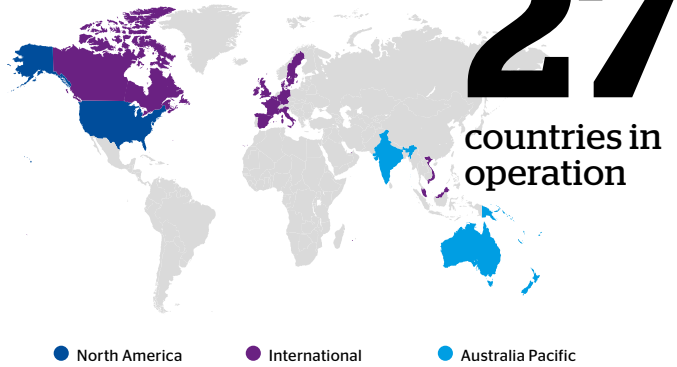 27
countries in
operation
North America
International
Australia Pacific